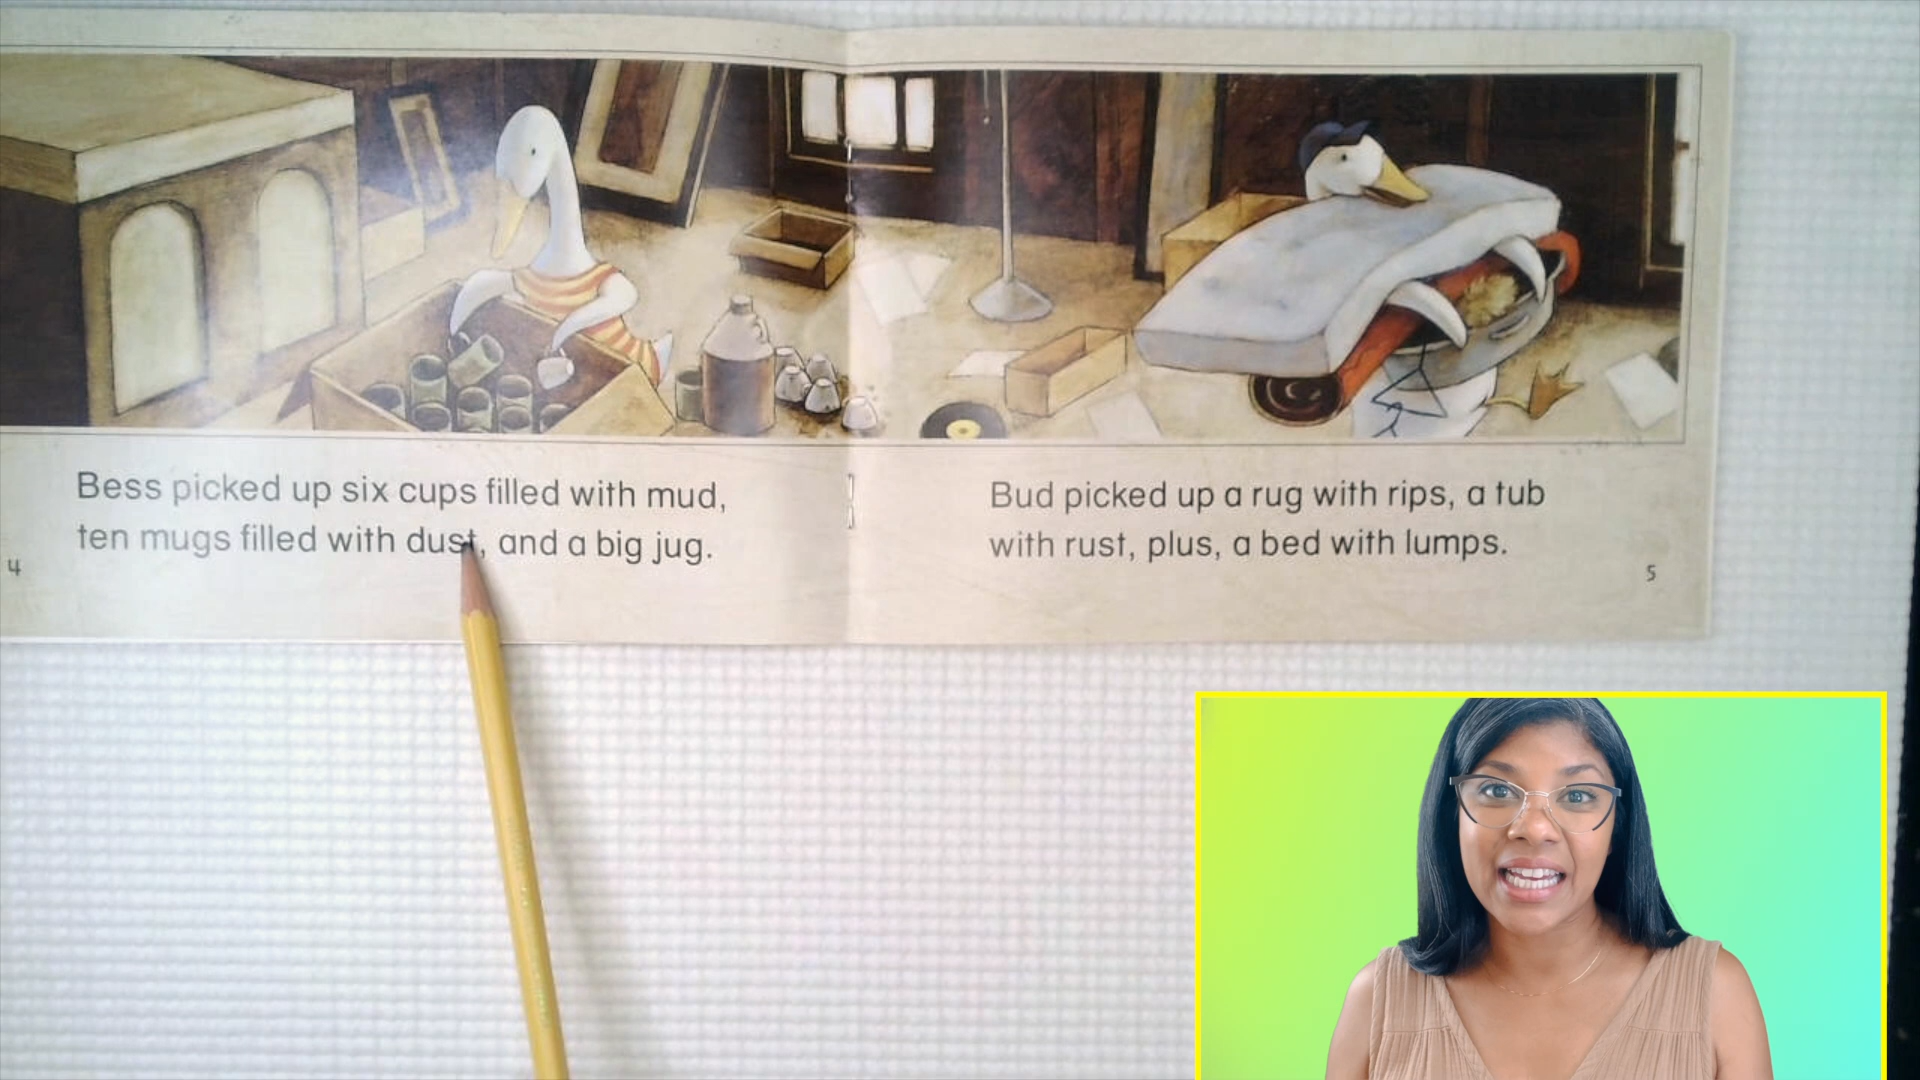 Bess picked up six cups filled with mud,
ten mugs filled with dust, and a big jug.
4
Bud picked up a rug with rips, a tub
with rust, plus, a bed with lumps.
5